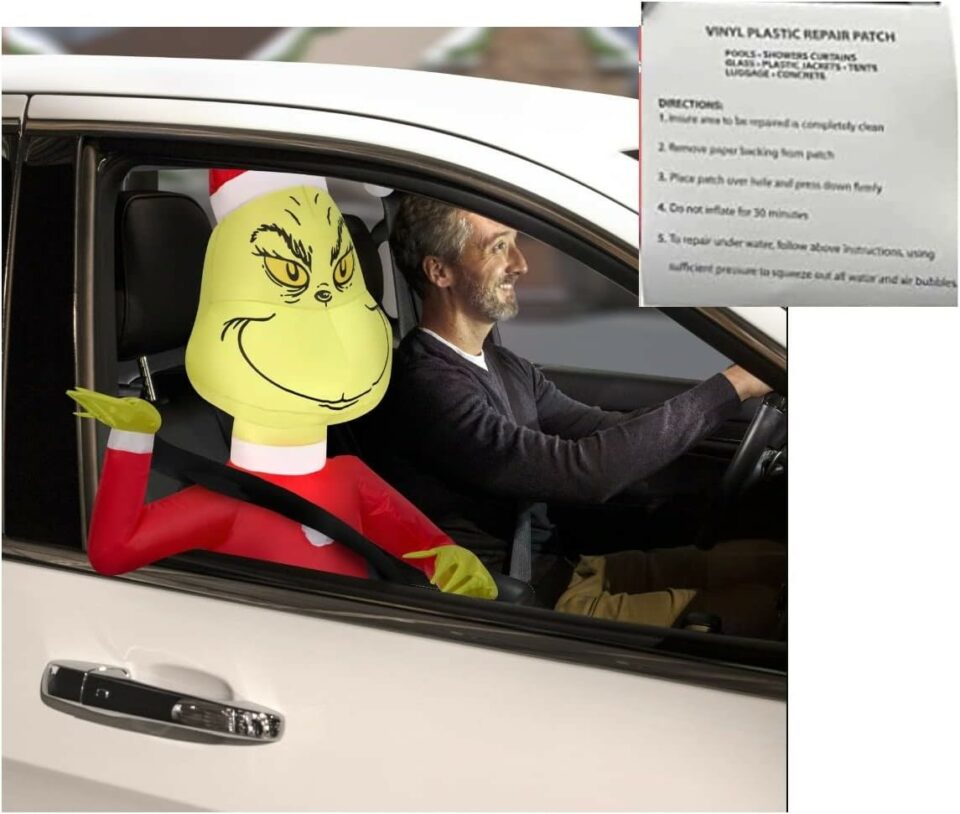 VINYL PLASTIC REPAIR PATCH
POOLS - SHOWERS CURTAINS
GLASS - PLASTIC JACKETS - TENTS
LUGGAGE - CONCRETE
DIRECTIONS:
1. Insure area to be repaired is completely clean
2. Remove paper backing from patch
3. Place patch over hole and press down firmly
4. Do not inflate for 30 minutes
5. To repair under water, follow above instructions, using
sufficient pressure to squeeze out all water and air bubbles